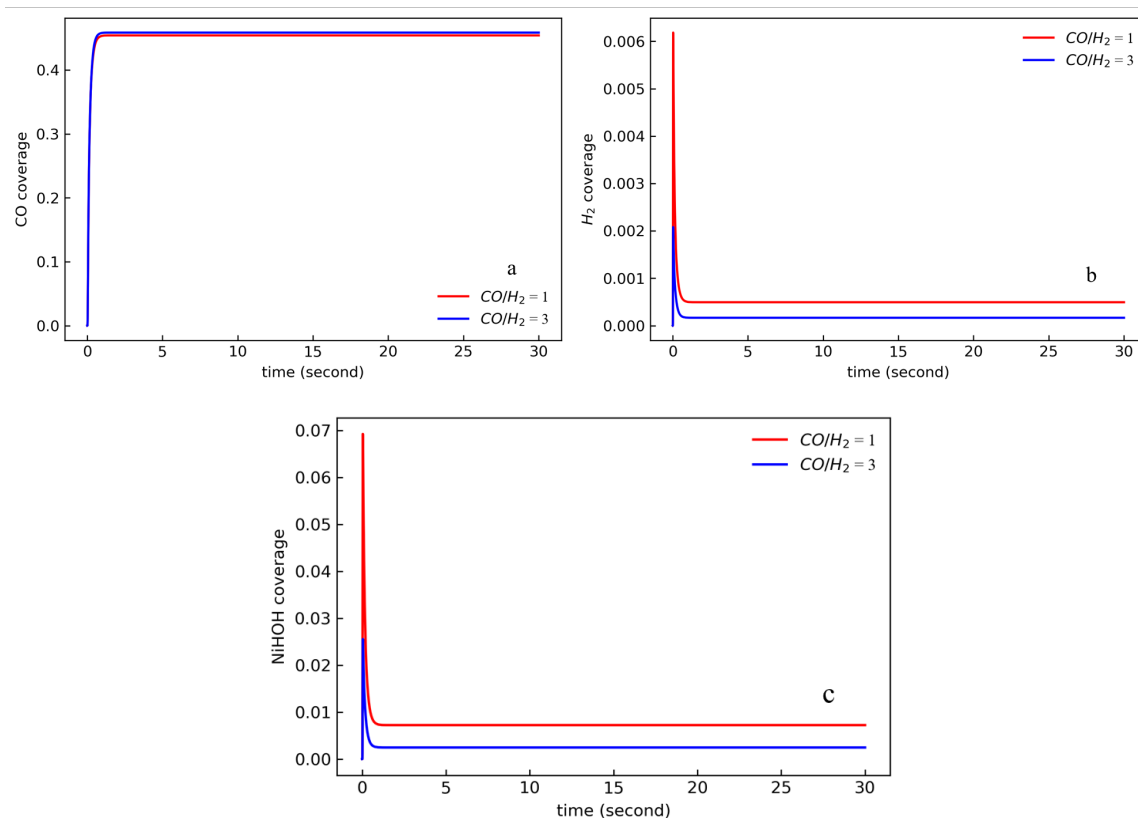 CO coverage
0.4
0.3
0.2
0.1
0.0
a
CO/H₂ = 1
CO/H₂ = 3
0 5 10 15 20 25 30
time (second)
H₂ coverage
0.006
0.005
0.004
0.003
0.002
0.001
0.000
CO/H₂ = 1
CO/H₂ = 3
b
0 5 10 15 20 25 30
time (second)
NiHOH coverage
0.07
0.06
0.05
0.04
0.03
0.02
0.01
0.00
CO/H₂ = 1
CO/H₂ = 3
c
0 5 10 15 20 25 30
time (second)